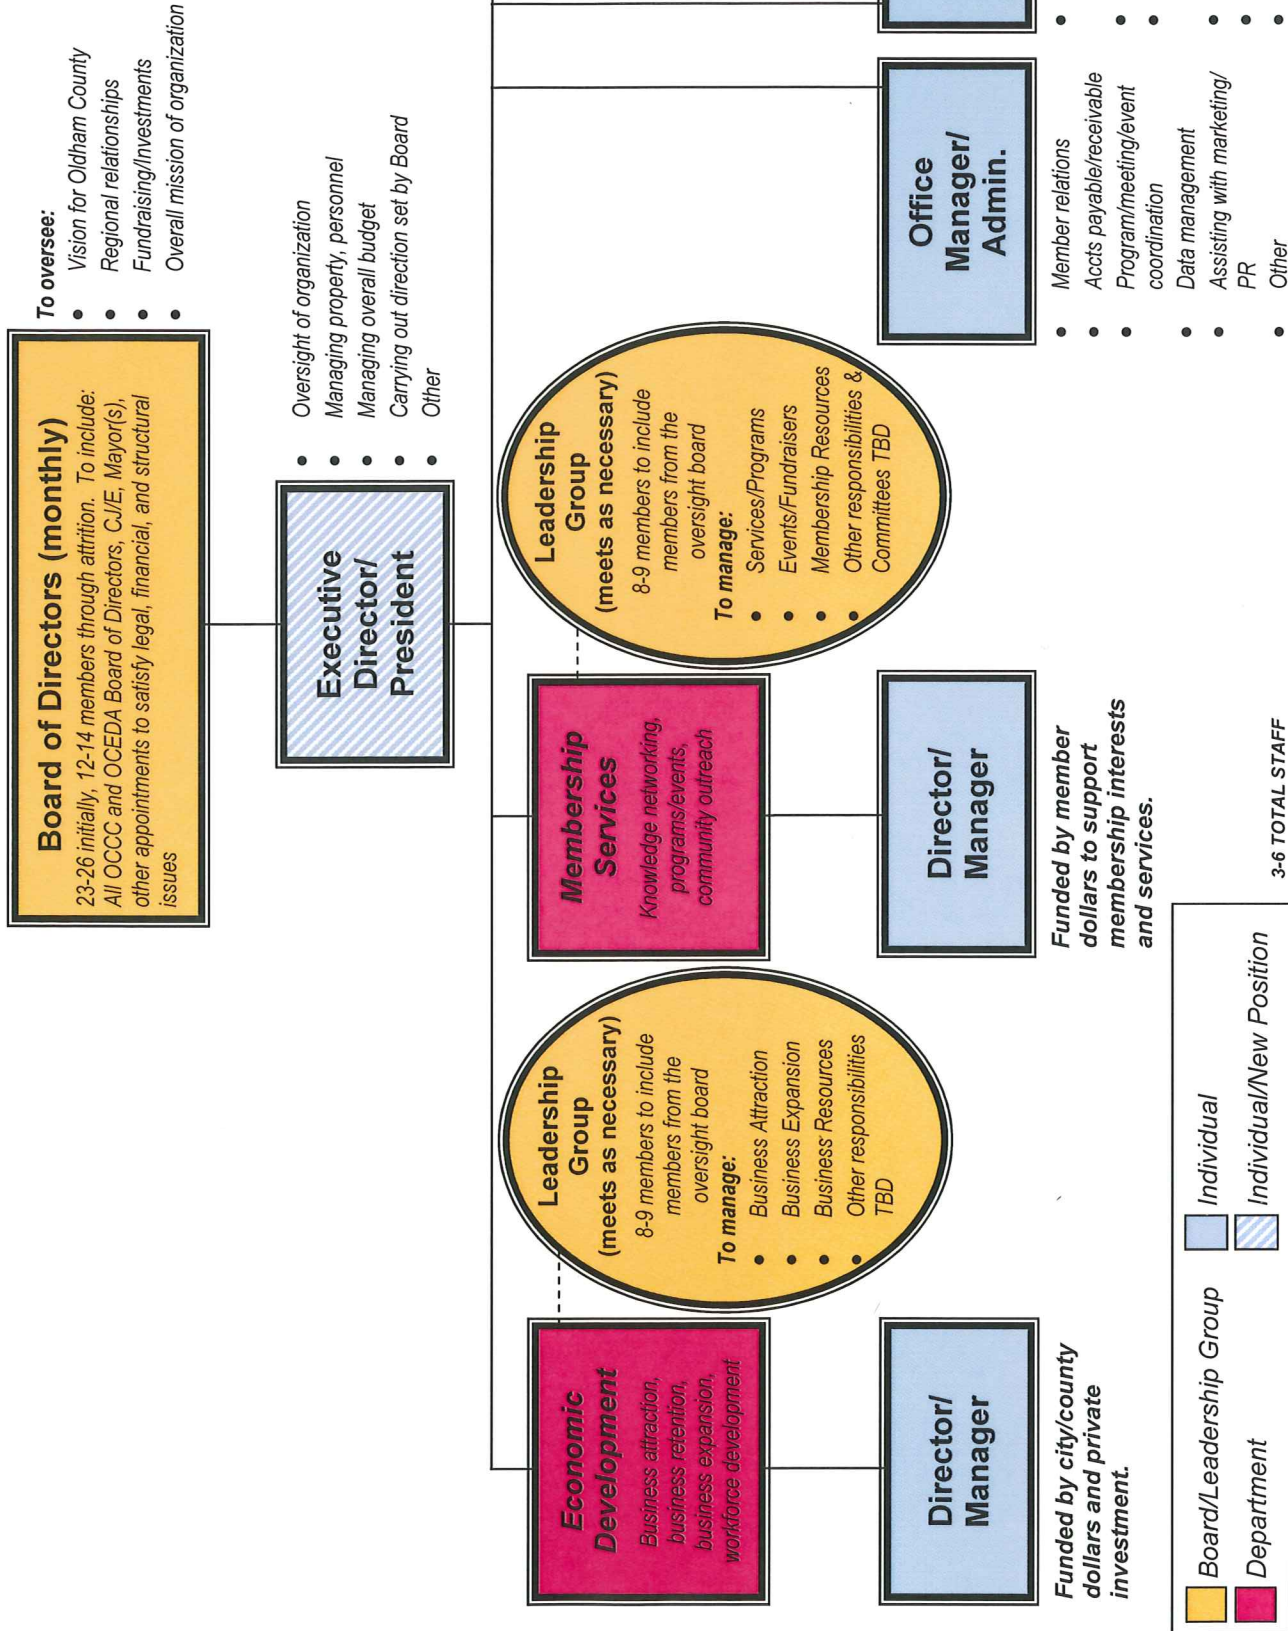 Board of Directors (monthly)
23-26 initially, 12-14 members through attrition. To include:
All OCCC and OCEDA Board of Directors, CJ/E, Mayor(s),
other appointments to satisfy legal, financial, and structural
issues
To oversee:
• Vision for Oldham County
• Regional relationships
• Fundraising/Investments
• Overall mission of organization
Executive
Director/
President
• Oversight of organization
• Managing property, personnel
• Managing overall budget
• Carrying out direction set by Board
• Other
Economic
Development
Business attraction,
business retention,
business expansion,
workforce development
Leadership
Group
(meets as necessary)
8-9 members to include
members from the
oversight board
To manage:
• Business Attraction
• Business Expansion
• Business Resources
• Other responsibilities
TBD
Membership
Services
Knowledge networking,
programs/events,
community outreach
Leadership
Group
(meets as necessary)
8-9 members to include
members from the
oversight board
To manage:
• Services/Programs
• Events/Fundraisers
• Membership Resources
• Other responsibilities &
Committees TBD
Director/
Manager
Funded by city/county
dollars and private
investment.
Director/
Manager
Funded by member
dollars to support
membership interests
and services.
Office
Manager/
Admin.
• Member relations
• Accts payable/receivable
• Program/meeting/event
coordination
• Data management
• Assisting with marketing/
PR
• Other
Board/Leadership Group
Individual
Department
Individual/New Position
3-6 TOTAL STAFF